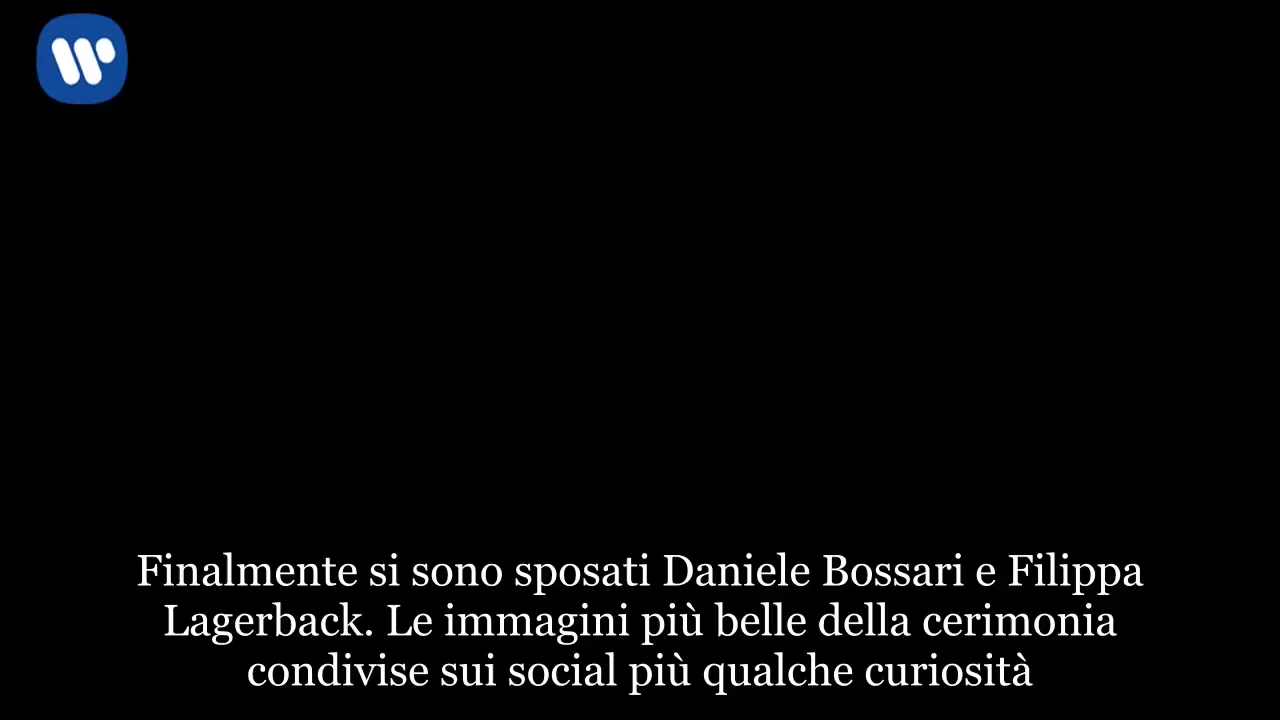 Finalmente si sono sposati Daniele Bossari e Filippa
Lagerback. Le immagini più belle della cerimonia
condivise sui social più qualche curiosità